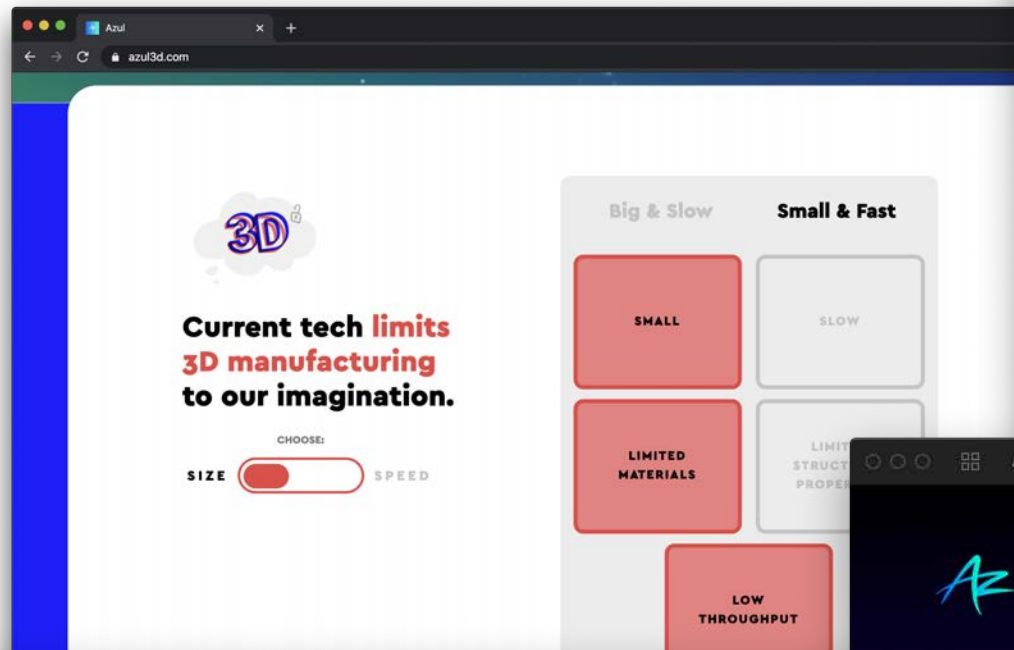 Azul
azul3d.com
3D
Current tech limits
3D manufacturing
to our imagination.
CHOOSE:
SIZE
SPEED
Big & Slow
Small & Fast
SMALL
SLOW
LIMITED
MATERIALS
LOW
THROUGHPUT